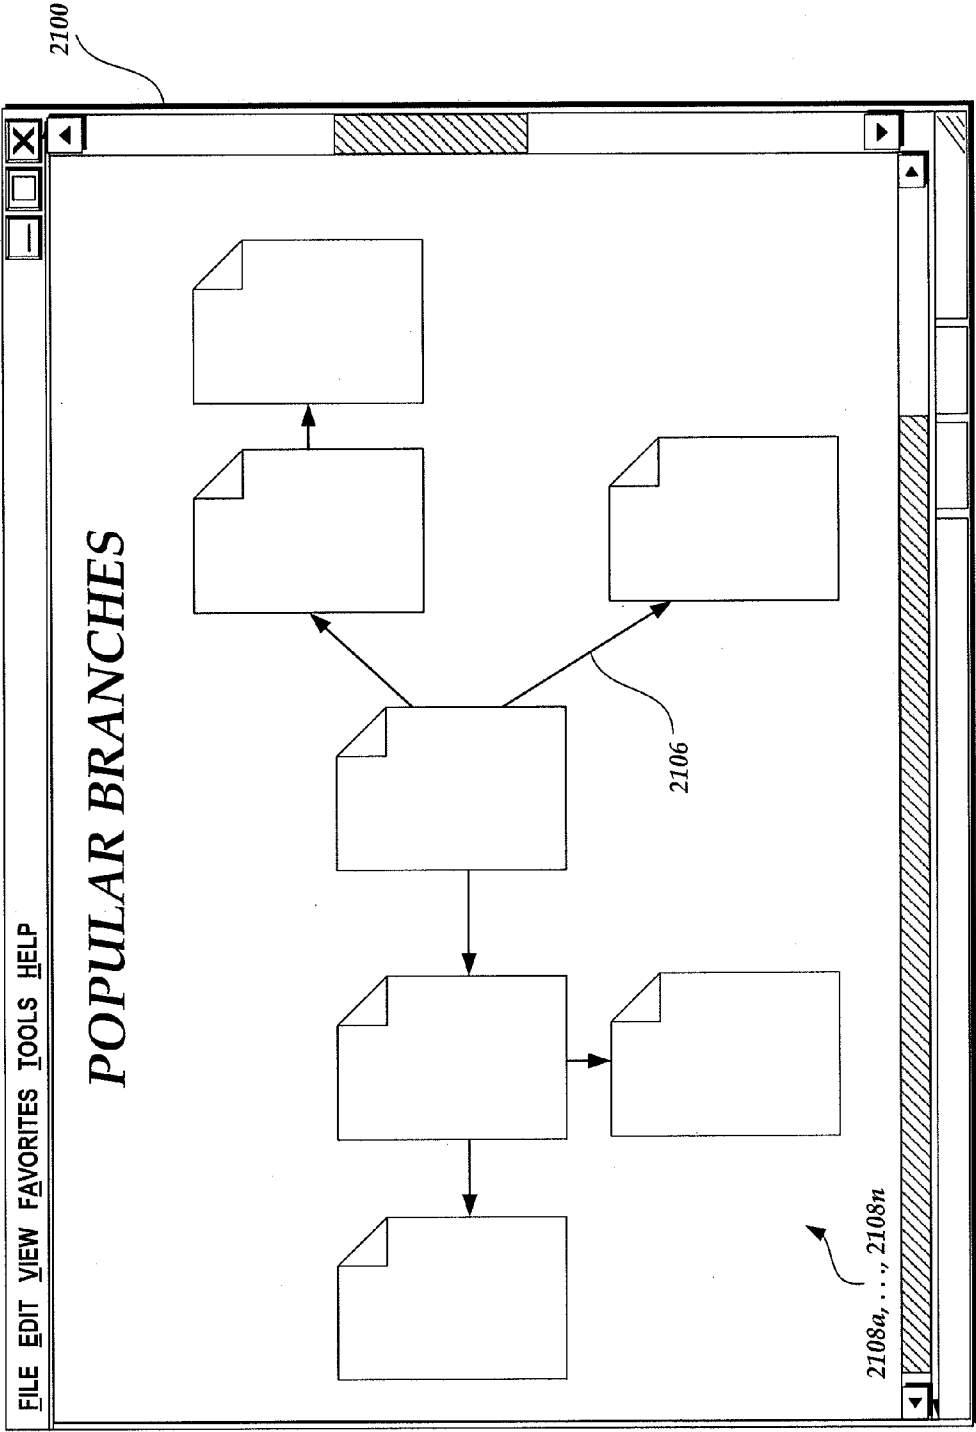 2100
FILE EDIT VIEW FAVORITES TOOLS HELP
POPULAR BRANCHES
2106
2108a, . . ., 2108n